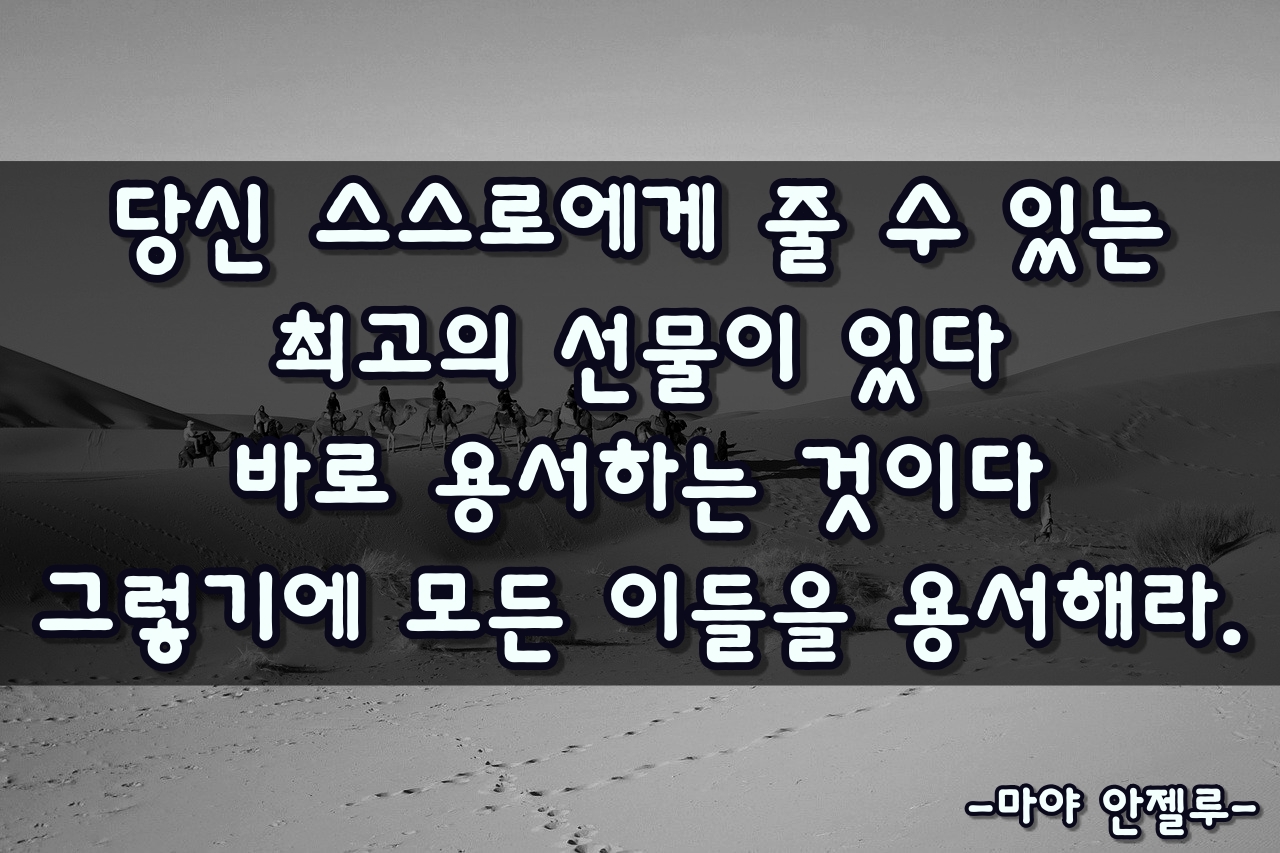 당신 스스로에게 줄 수 있는
최고의 선물이 있다
바로 용서하는 것이다
그렇기에 모든 이들을 용서해라.
-마야 안젤루-